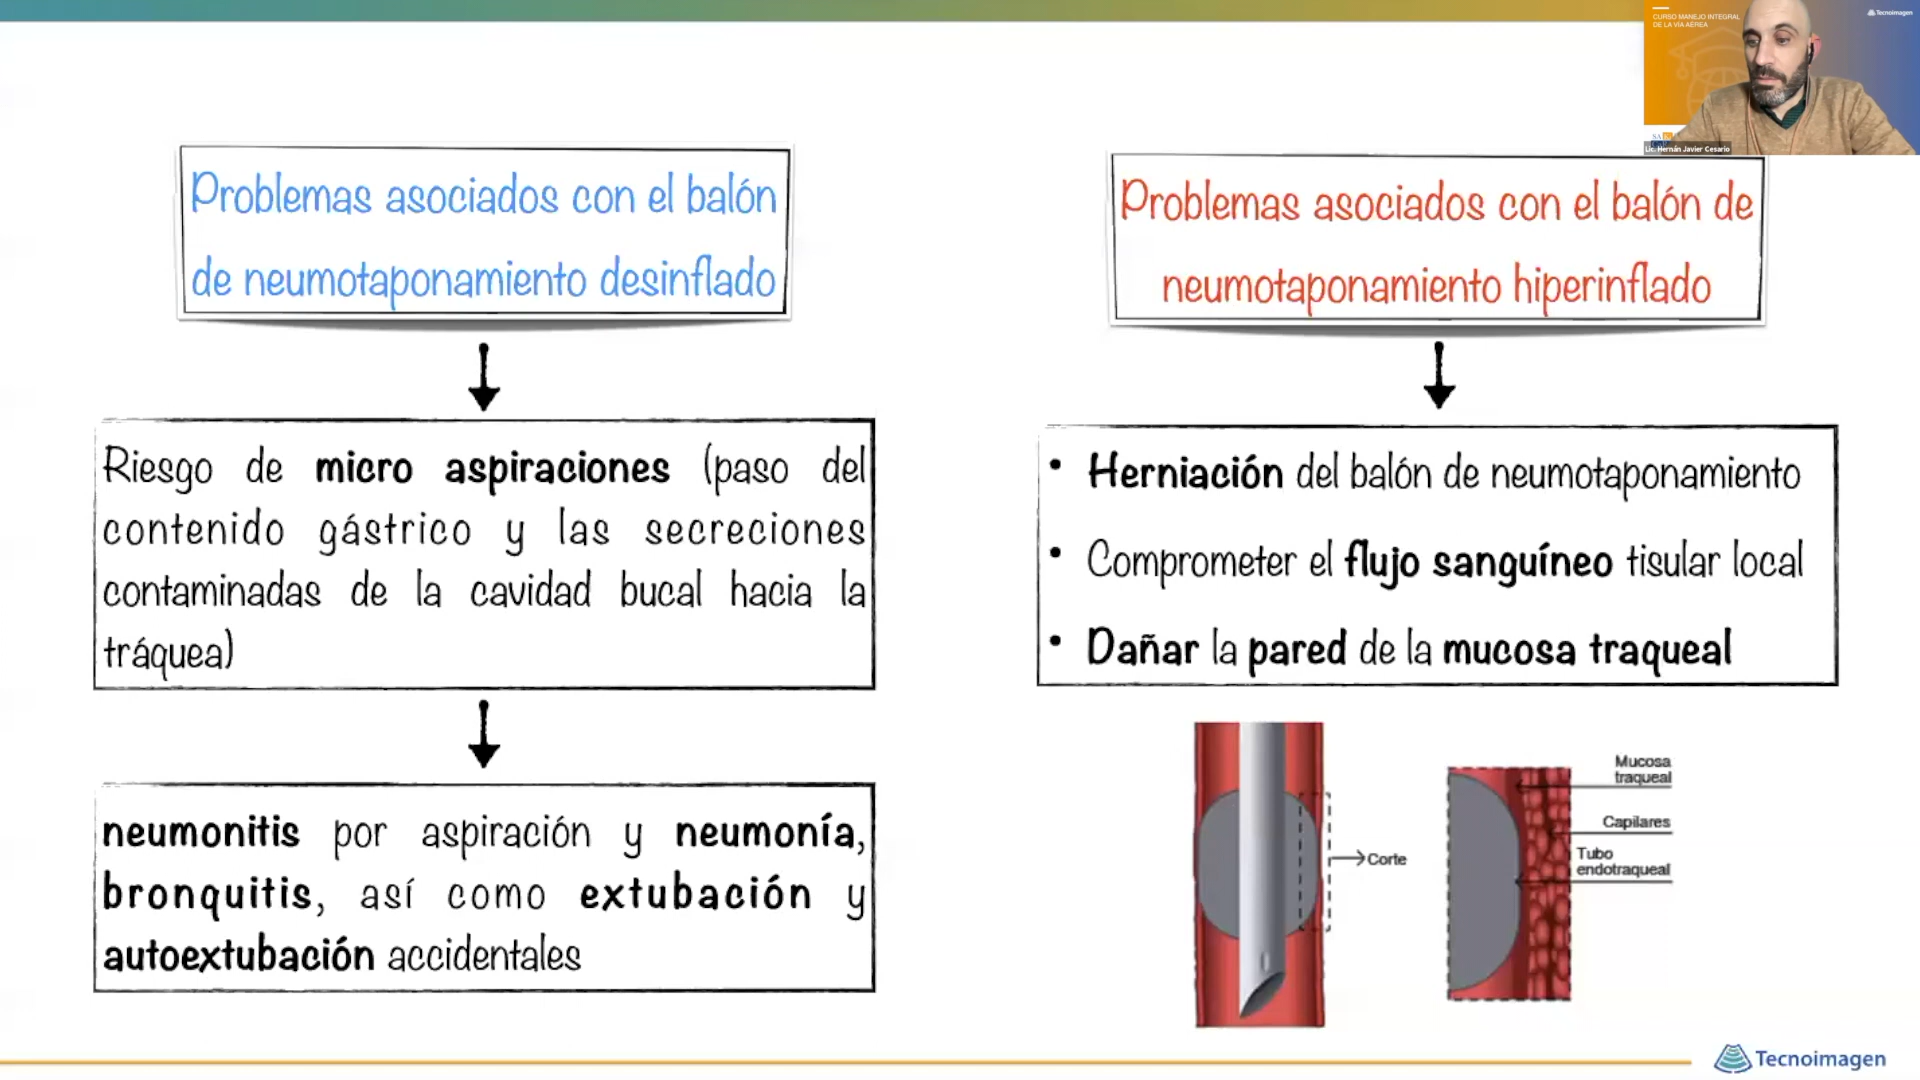 CURSO MANEJO INTEGRAL
DE LA VÍA AÉREA
Tecnoimagen
Lic. Hernán Javier Cesario
Problemas asociados con el balón
de neumotaponamiento desinflado
Riesgo de micro aspiraciones (paso del
contenido gástrico y las secreciones
contaminadas de la cavidad bucal hacia la
tráquea)
neumonitis por aspiración y neumonía,
bronquitis, así como extubación y
autoextubación accidentales
Problemas asociados con el balón de
neumotaponamiento hiperinflado
• Herniación del balón de neumotaponamiento
• Comprometer el flujo sanguíneo tisular local
• Dañar la pared de la mucosa traqueal
Corte
Mucosa
traqueal
Capilares
Tubo
endotraqueal
Tecnoimagen